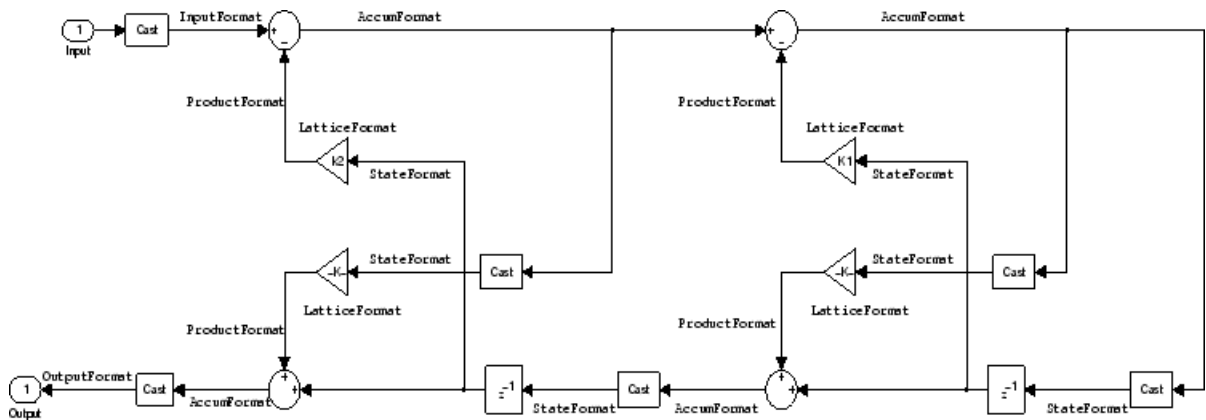 InputFormat
AccumFormat
AccumFormat
1
Cast
+
−
+
−
Input
ProductFormat
ProductFormat
LatticeFormat
LatticeFormat
k2
K1
StateFormat
StateFormat
StateFormat
StateFormat
-K-
Cast
-K-
Cast
LatticeFormat
LatticeFormat
ProductFormat
ProductFormat
OutputFormat
1
Cast
+
+
z⁻¹
Cast
+
+
z⁻¹
Cast
AccumFormat
StateFormat
AccumFormat
StateFormat
Output